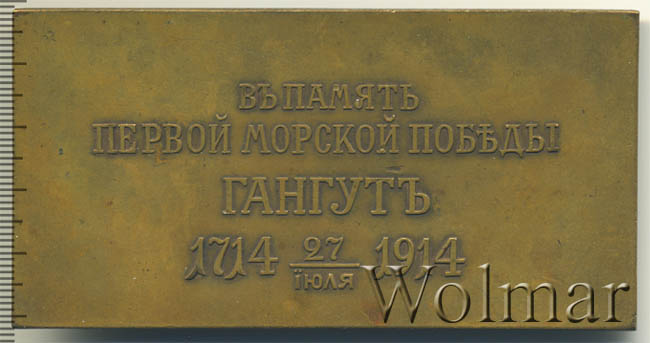 ВЪ ПАМЯТЬ
ПЕРВОЙ МОРСКОЙ ПОБѢДЫ
ГАНГУТЪ
1714 27 ІЮЛЯ 1914
Wolmar